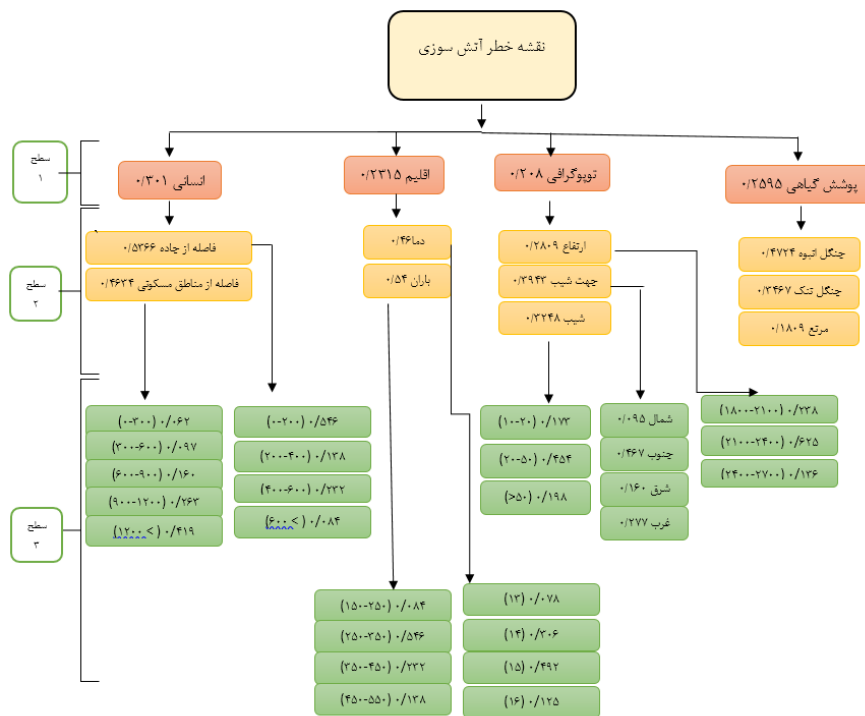 نقشه خطر آتش سوزی
سطح
۱
انسانی ۰/۳۰۱
اقلیم ۰/۲۳۱۵
توپوگرافی ۰/۲۰۸
پوشش گیاهی ۰/۲۵۹۵
سطح
۲
فاصله از جاده ۰/۵۳۶۶
فاصله از مناطق مسکونی ۰/۴۶۳۴
دما ۰/۴۶
باران ۰/۵۴
ارتفاع ۰/۲۸۰۹
جهت شیب ۰/۳۹۴۳
شیب ۰/۳۲۴۸
جنگل انبوه ۰/۴۷۲۴
جنگل تنک ۰/۳۴۶۷
مرتع ۰/۱۸۰۹
سطح
۳
(۰-۳۰۰) ۰/۰۶۲
(۳۰۰-۶۰۰) ۰/۰۹۷
(۶۰۰-۹۰۰) ۰/۱۶۰
(۹۰۰-۱۲۰۰) ۰/۲۶۳
(۱۲۰۰ >) ۰/۴۱۹
(۰-۲۰۰) ۰/۵۴۶
(۲۰۰-۴۰۰) ۰/۱۳۸
(۴۰۰-۶۰۰) ۰/۲۳۲
(۶۰۰ >) ۰/۰۸۴
(۱۵۰-۲۵۰) ۰/۰۸۴
(۲۵۰-۳۵۰) ۰/۵۴۶
(۳۵۰-۴۵۰) ۰/۲۳۲
(۴۵۰-۵۵۰) ۰/۱۳۸
(۱۳) ۰/۰۷۸
(۱۴) ۰/۳۰۶
(۱۵) ۰/۴۹۲
(۱۶) ۰/۱۲۵
(۱۰-۲۰) ۰/۱۷۳
(۲۰-۵۰) ۰/۴۵۴
(>۵۰) ۰/۱۹۸
شمال ۰/۰۹۵
جنوب ۰/۴۶۷
شرق ۰/۱۶۰
غرب ۰/۲۷۷
(۱۸۰۰-۲۱۰۰) ۰/۲۳۸
(۲۱۰۰-۲۴۰۰) ۰/۶۲۵
(۲۴۰۰-۲۷۰۰) ۰/۱۳۶